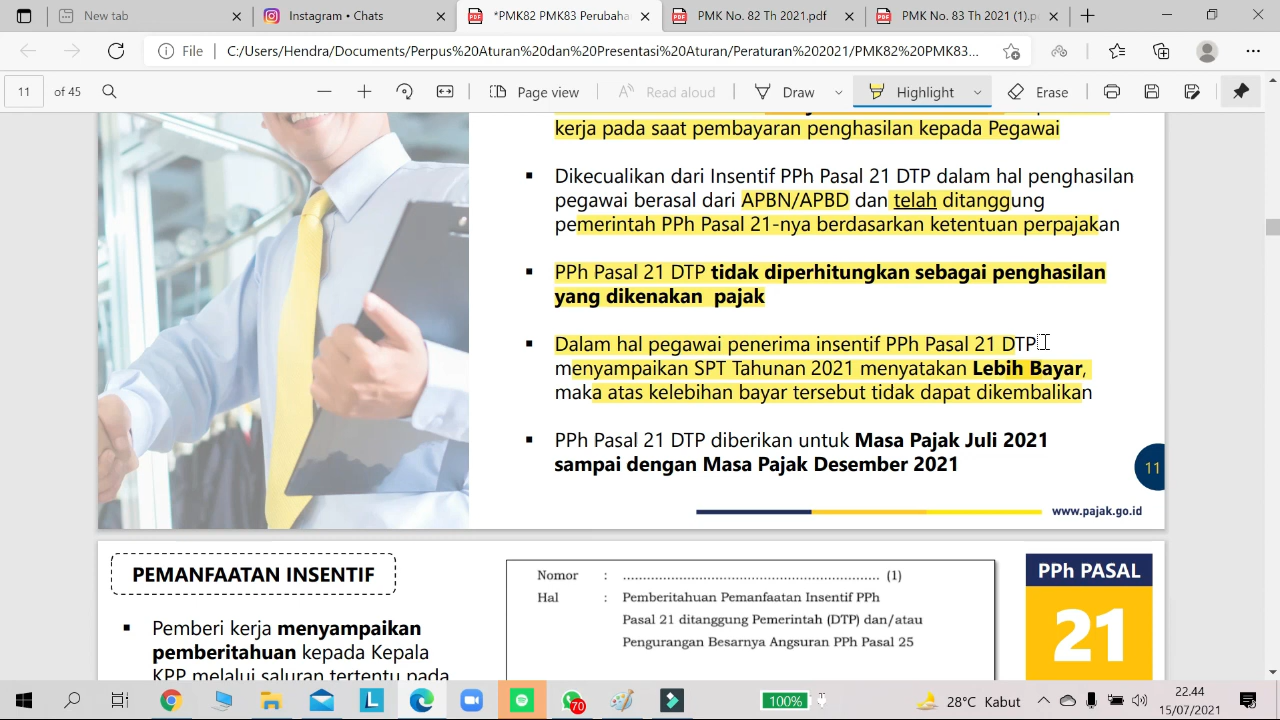 New tab
Instagram • Chats
*PMK82 PMK83 Perubaha
PMK No. 82 Th 2021.pdf
PMK No. 83 Th 2021 (1).p
File
C:/Users/Hendra/Documents/Perpus%20Aturan%20dan%20Presentasi%20Aturan/Peraturan%202021/PMK82%20PMK83...
11 of 45
Page view
Read aloud
Draw
Highlight
Erase
kerja pada saat pembayaran penghasilan kepada Pegawai
▪ Dikecualikan dari Insentif PPh Pasal 21 DTP dalam hal penghasilan
pegawai berasal dari APBN/APBD dan telah ditanggung
pemerintah PPh Pasal 21-nya berdasarkan ketentuan perpajakan
▪ PPh Pasal 21 DTP tidak diperhitungkan sebagai penghasilan
yang dikenakan pajak
▪ Dalam hal pegawai penerima insentif PPh Pasal 21 DTP
menyampaikan SPT Tahunan 2021 menyatakan Lebih Bayar,
maka atas kelebihan bayar tersebut tidak dapat dikembalikan
▪ PPh Pasal 21 DTP diberikan untuk Masa Pajak Juli 2021
sampai dengan Masa Pajak Desember 2021
11
www.pajak.go.id
PEMANFAATAN INSENTIF
▪ Pemberi kerja menyampaikan
pemberitahuan kepada Kepala
KPP melalui saluran tertentu pada
Nomor : ................................................................ (1)
Hal : Pemberitahuan Pemanfaatan Insentif PPh
Pasal 21 ditanggung Pemerintah (DTP) dan/atau
Pengurangan Besarnya Angsuran PPh Pasal 25
PPh PASAL
21
70
100%
28°C Kabut
22.44
15/07/2021